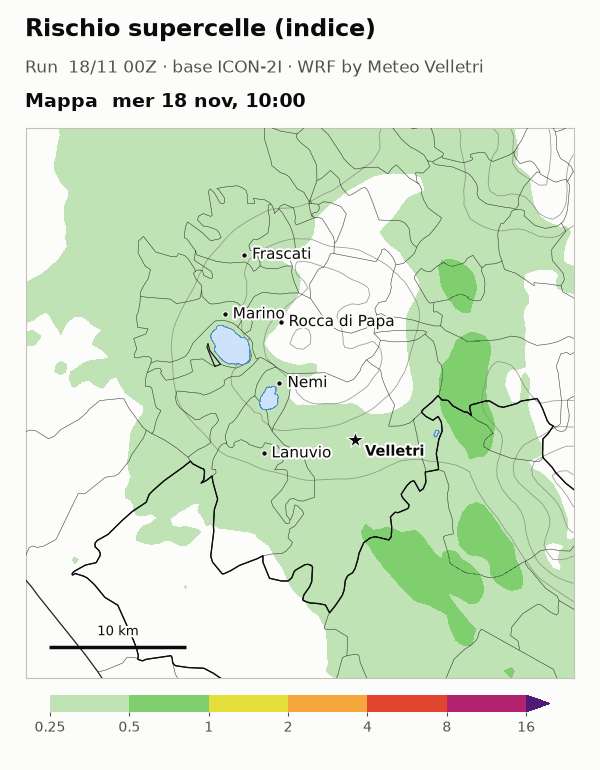 Rischio supercelle (indice)
Run  18/11 00Z · base ICON-2I · WRF by Meteo Velletri
Mappa  mer 18 nov, 10:00
Frascati
Marino
Rocca di Papa
Nemi
Velletri
Lanuvio
10 km
0.25 0.5 1 2 4 8 16